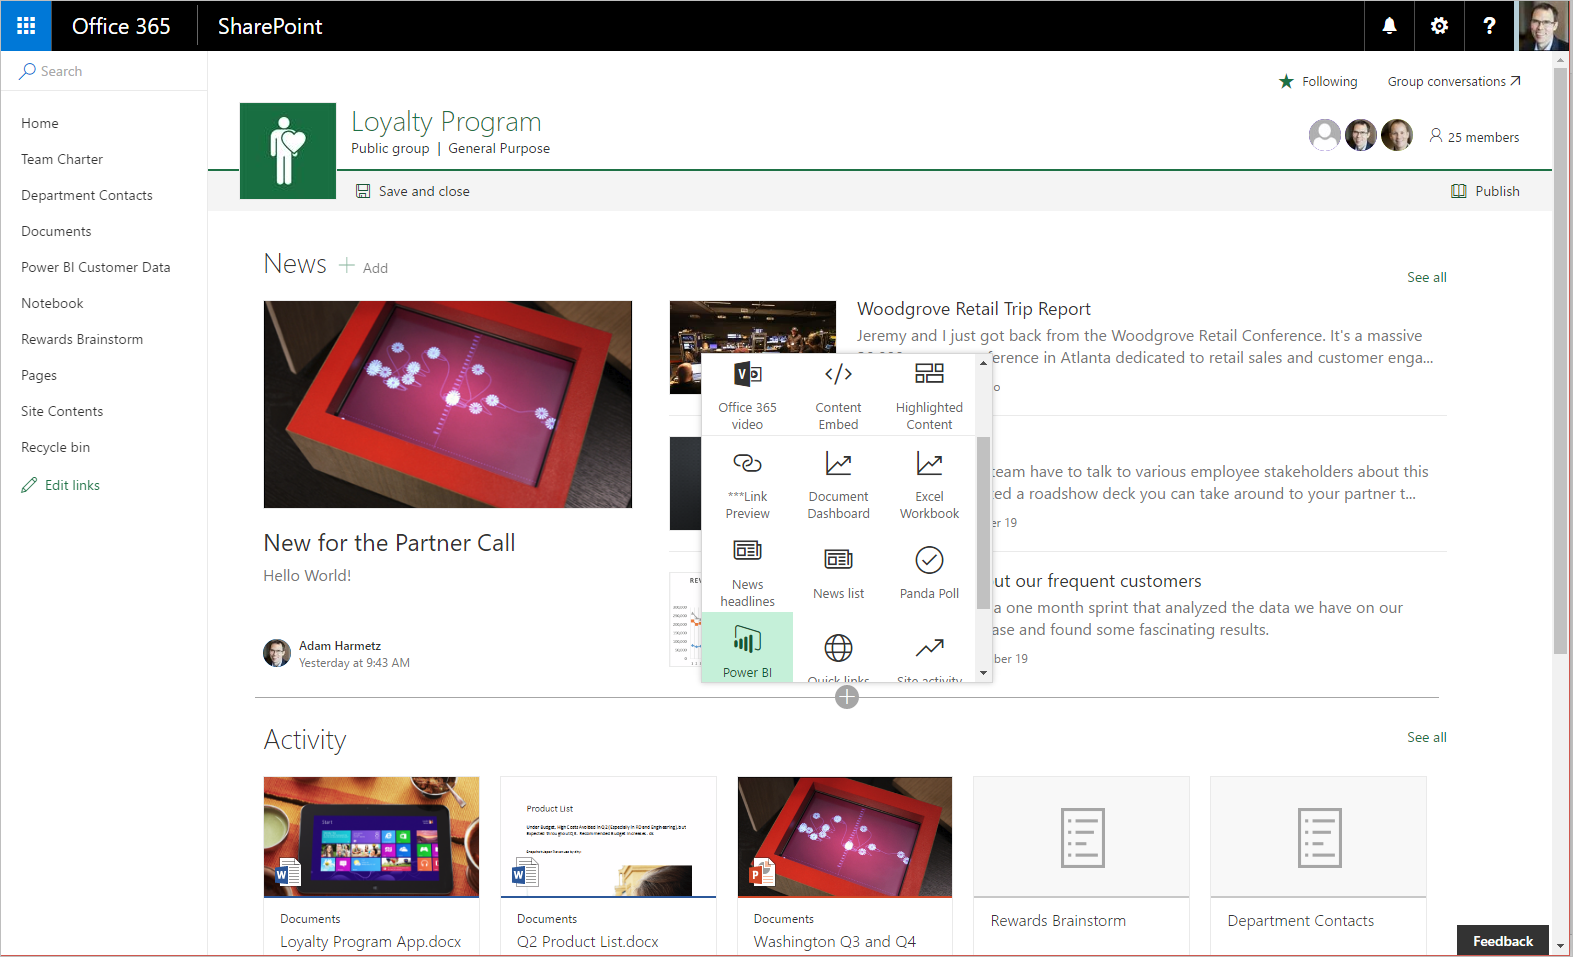 Office 365
SharePoint
?
Search
Following
Group conversations
Home
Team Charter
Department Contacts
Documents
Power BI Customer Data
Notebook
Rewards Brainstorm
Pages
Site Contents
Recycle bin
Edit links
Loyalty Program
Public group | General Purpose
25 members
Save and close
Publish
News
+ Add
See all
New for the Partner Call
Hello World!
Adam Harmetz
Yesterday at 9:43 AM
Woodgrove Retail Trip Report
Jeremy and I just got back from the Woodgrove Retail Conference. It's a massive
ference in Atlanta dedicated to retail sales and customer enga...
o
team have to talk to various employee stakeholders about this
ed a roadshow deck you can take around to your partner t...
er 19
ut our frequent customers
a one month sprint that analyzed the data we have on our
ase and found some fascinating results.
ber 19
Office 365
video
Content
Embed
Highlighted
Content
***Link
Preview
Document
Dashboard
Excel
Workbook
News
headlines
News list
Panda Poll
Power BI
Quick links
Site activity
Activity
See all
Start
Documents
Loyalty Program App.docx
Product List
Documents
Q2 Product List.docx
Documents
Washington Q3 and Q4
Rewards Brainstorm
Department Contacts
Feedback